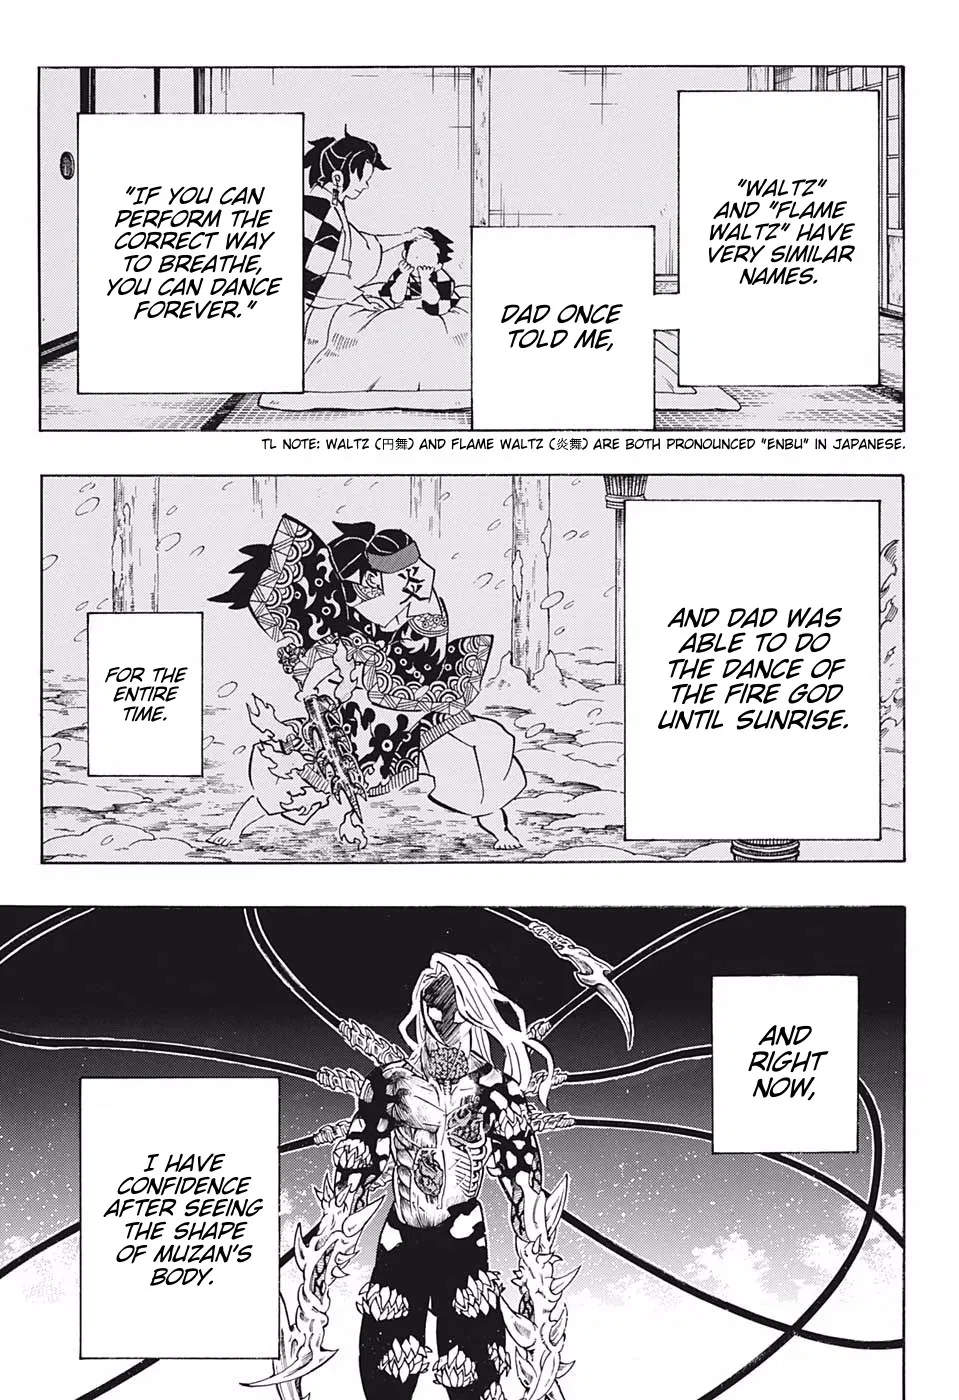 "WALTZ"
AND "FLAME
WALTZ" HAVE
VERY SIMILAR
NAMES.
DAD ONCE
TOLD ME,
"IF YOU CAN
PERFORM THE
CORRECT WAY
TO BREATHE,
YOU CAN DANCE
FOREVER."
TL NOTE: WALTZ (円舞) AND FLAME WALTZ (炎舞) ARE BOTH PRONOUNCED "ENBU" IN JAPANESE.
AND DAD WAS
ABLE TO DO
THE DANCE OF
THE FIRE GOD
UNTIL SUNRISE.
炎
FOR THE
ENTIRE
TIME.
AND
RIGHT
NOW,
I HAVE
CONFIDENCE
AFTER SEEING
THE SHAPE
OF MUZAN'S
BODY.